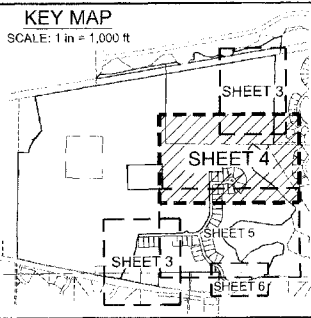 KEY MAP
SCALE: 1 in = 1,000 ft
SHEET 3
SHEET 4
SHEET 5
SHEET 3
SHEET 6